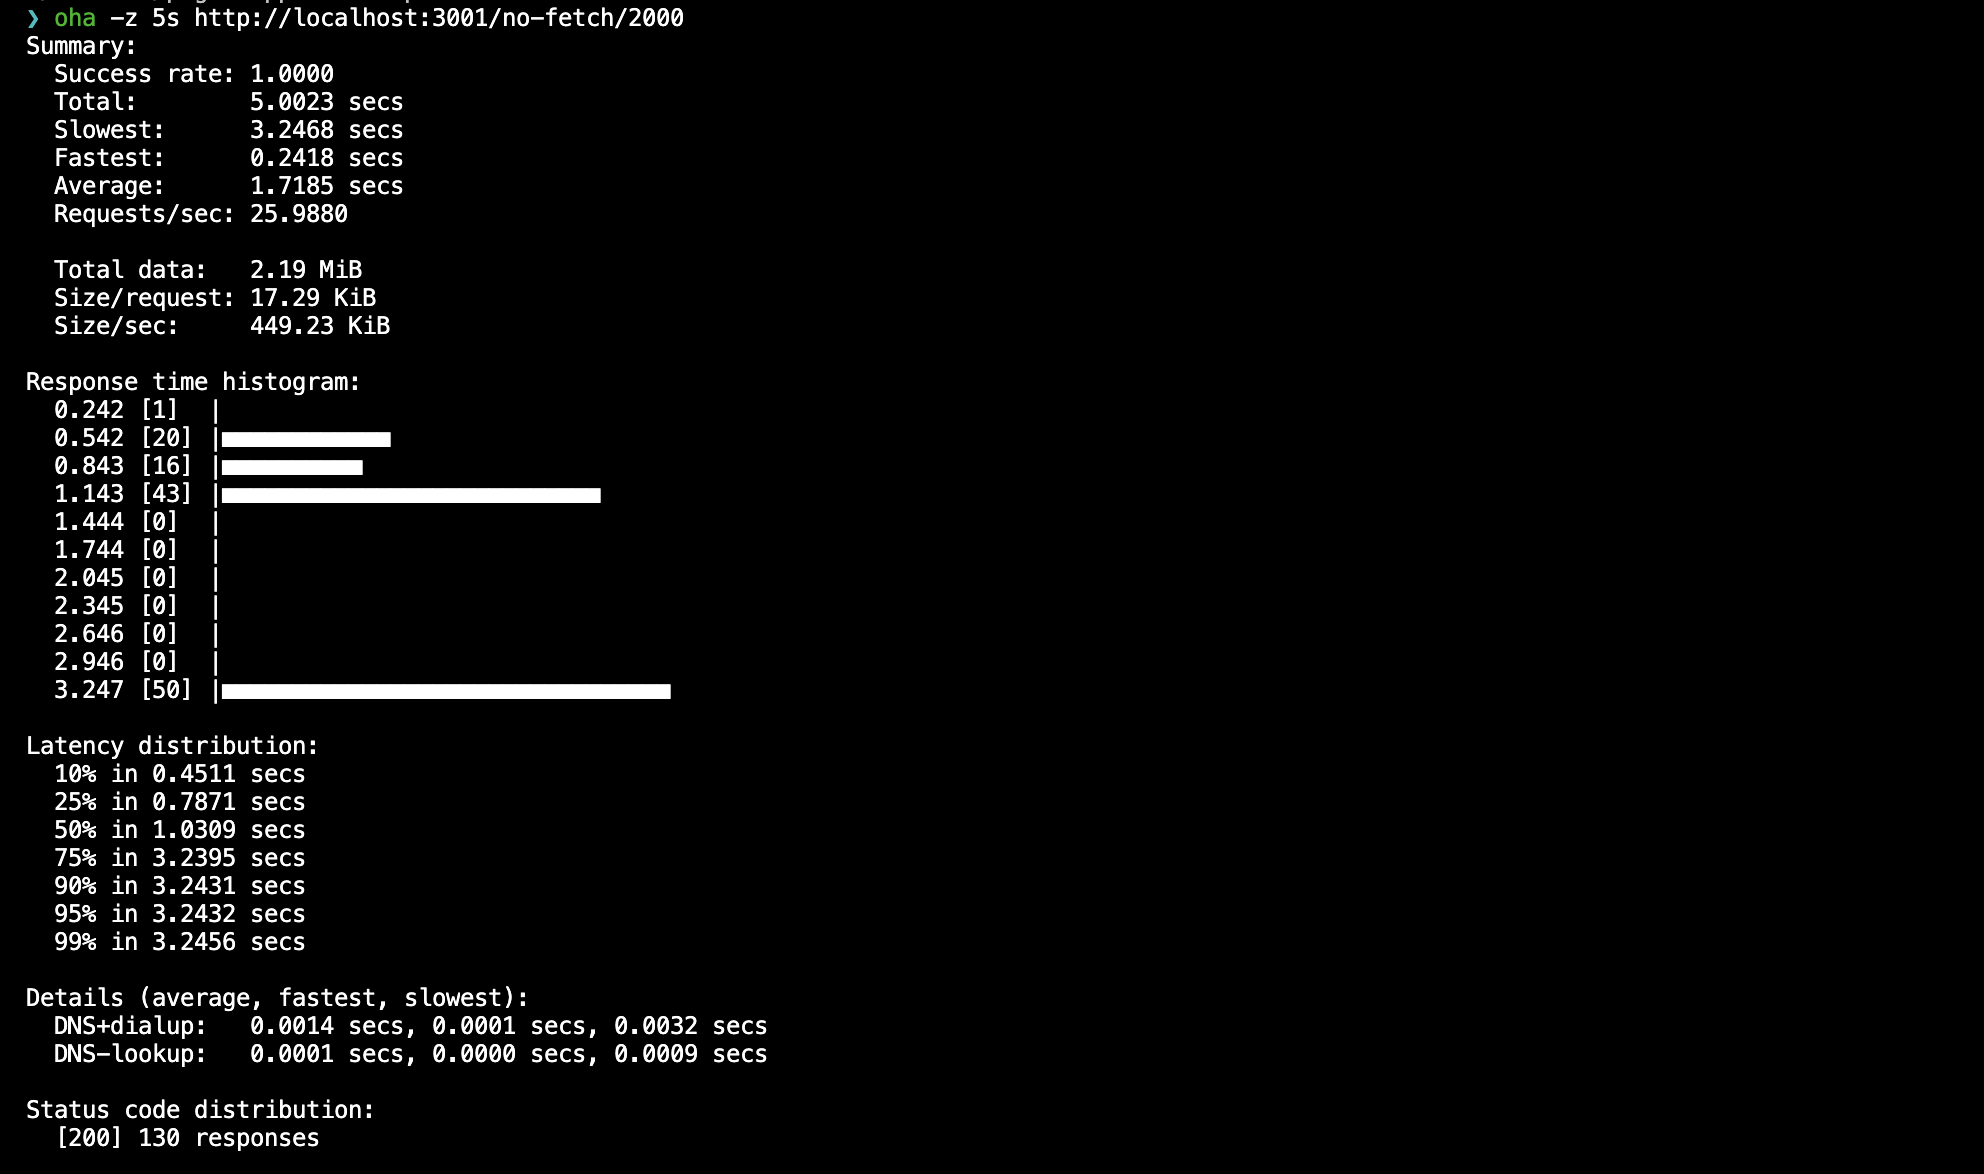 ❯ oha -z 5s http://localhost:3001/no-fetch/2000
Summary:
  Success rate: 1.0000
  Total:        5.0023 secs
  Slowest:      3.2468 secs
  Fastest:      0.2418 secs
  Average:      1.7185 secs
  Requests/sec: 25.9880

  Total data:   2.19 MiB
  Size/request: 17.29 KiB
  Size/sec:     449.23 KiB

Response time histogram:
  0.242 [1]  |
  0.542 [20] |■■■■■■■■■■■■
  0.843 [16] |■■■■■■■■■■
  1.143 [43] |■■■■■■■■■■■■■■■■■■■■■■■■■■■
  1.444 [0]  |
  1.744 [0]  |
  2.045 [0]  |
  2.345 [0]  |
  2.646 [0]  |
  2.946 [0]  |
  3.247 [50] |■■■■■■■■■■■■■■■■■■■■■■■■■■■■■■■■

Latency distribution:
  10% in 0.4511 secs
  25% in 0.7871 secs
  50% in 1.0309 secs
  75% in 3.2395 secs
  90% in 3.2431 secs
  95% in 3.2432 secs
  99% in 3.2456 secs

Details (average, fastest, slowest):
  DNS+dialup:   0.0014 secs, 0.0001 secs, 0.0032 secs
  DNS-lookup:   0.0001 secs, 0.0000 secs, 0.0009 secs

Status code distribution:
  [200] 130 responses